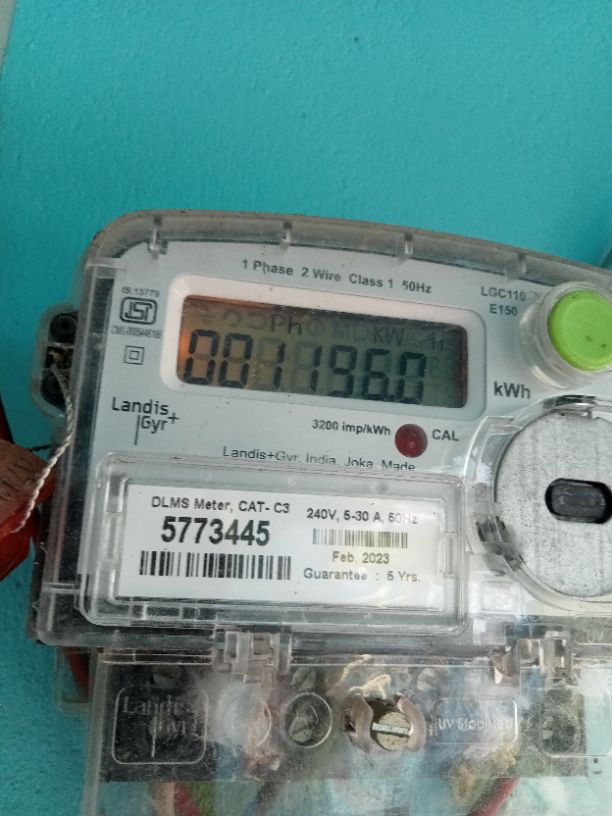 1 Phase 2 Wire Class 1 50Hz
LGC110
E150
IS:13779
001136.0
kWh
Landis
Gyr+
3200 imp/kWh
CAL
Landis+Gyr, India, Joka, Made
DLMS Meter, CAT- C3
5773445
240V, 5-30 A, 50Hz
Feb. 2023
Guarantee : 5 Yrs.
Landis